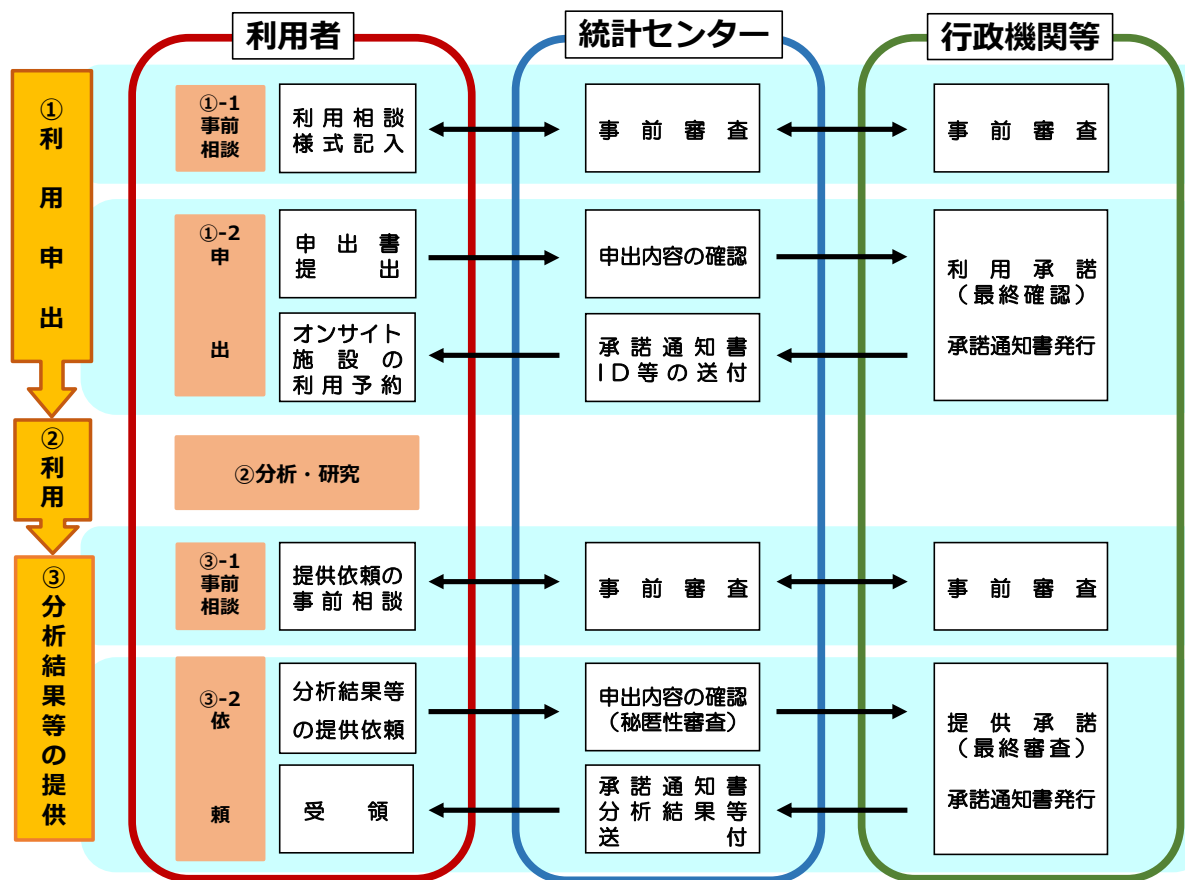 利用者
統計センター
行政機関等
①
利
用
申
出
①-1
事前
相談
利用相談
様式記入
事前審査
事前審査
①-2
申
出
申出書
提出
申出内容の確認
利用承諾
（最終確認）
承諾通知書発行
オンサイト
施設の
利用予約
承諾通知書
ID等の送付
②
利
用
②分析・研究
③
分
析
結
果
等
の
提
供
③-1
事前
相談
提供依頼の
事前相談
事前審査
事前審査
③-2
依
頼
分析結果等
の提供依頼
申出内容の確認
（秘匿性審査）
提供承諾
（最終審査）
承諾通知書発行
受領
承諾通知書
分析結果等
送付